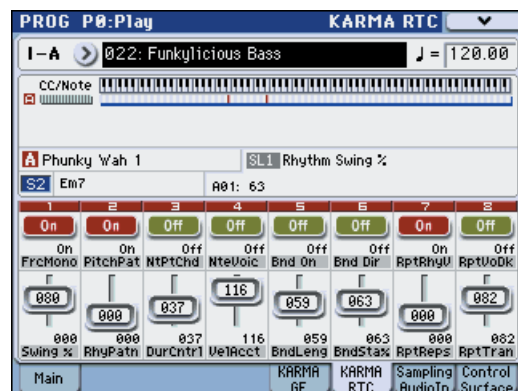 PROG P0:Play KARMA RTC
I-A 022: Funkylicious Bass ♩= 120.00
CC/Note
A
A Phunky Wah 1 SL1 Rhythm Swing %
S2 Em7 A01: 63
1 2 3 4 5 6 7 8
On On Off Off Off Off On Off
On On Off Off Off Off On Off
FrcMono PitchPat NtPtChd NteVoic Bnd On Bnd Dir RptRhyV RptVoDk
080 000 037 116 059 063 000 082
000 000 037 116 059 063 000 082
Swing % RhyPatn DurCntrl VelAcct BndLeng BndSta% RptReps RptTran
Main KARMA GE KARMA RTC Sampling AudioIn Control Surface